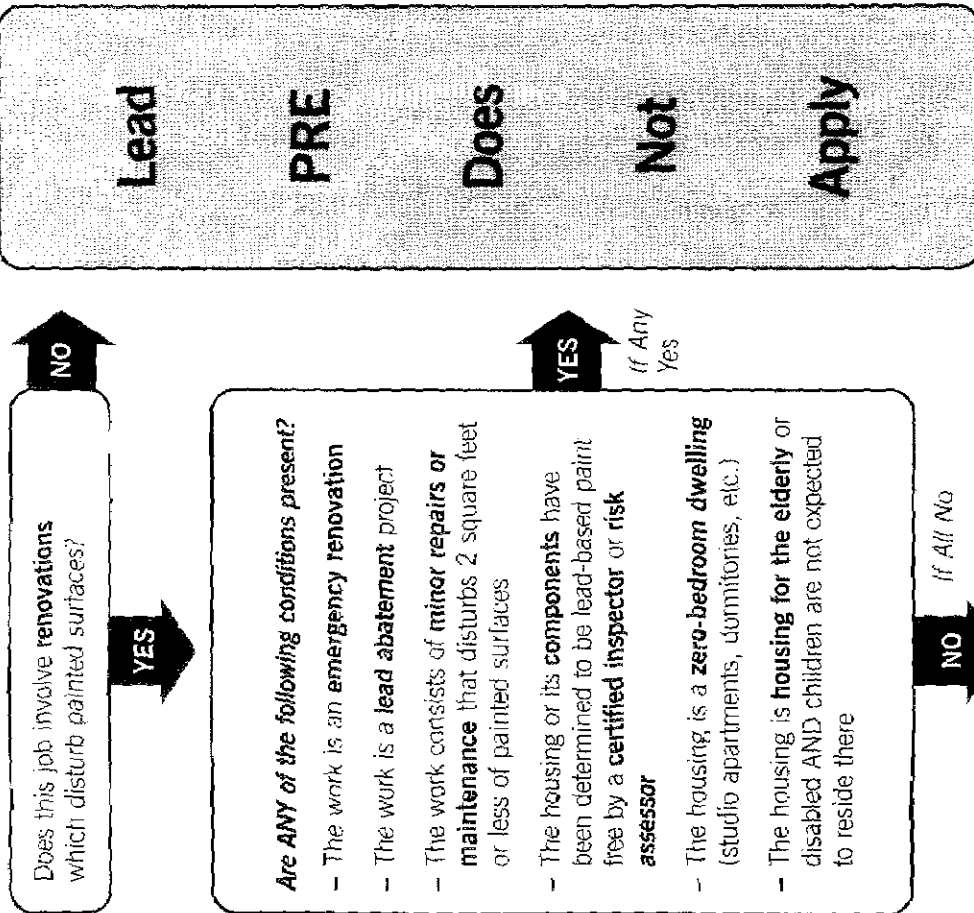 Does this job involve renovations
which disturb painted surfaces?
NO
YES
Are ANY of the following conditions present?
– The work is an emergency renovation
– The work is a lead abatement project
– The work consists of minor repairs or
maintenance that disturbs 2 square feet
or less of painted surfaces
– The housing or its components have
been determined to be lead-based paint
free by a certified inspector or risk
assessor
– The housing is a zero-bedroom dwelling
(studio apartments, dormitories, etc.)
– The housing is housing for the elderly or
disabled AND children are not expected
to reside there
YES
If Any
Yes
NO
If All No
Lead
PRE
Does
Not
Apply